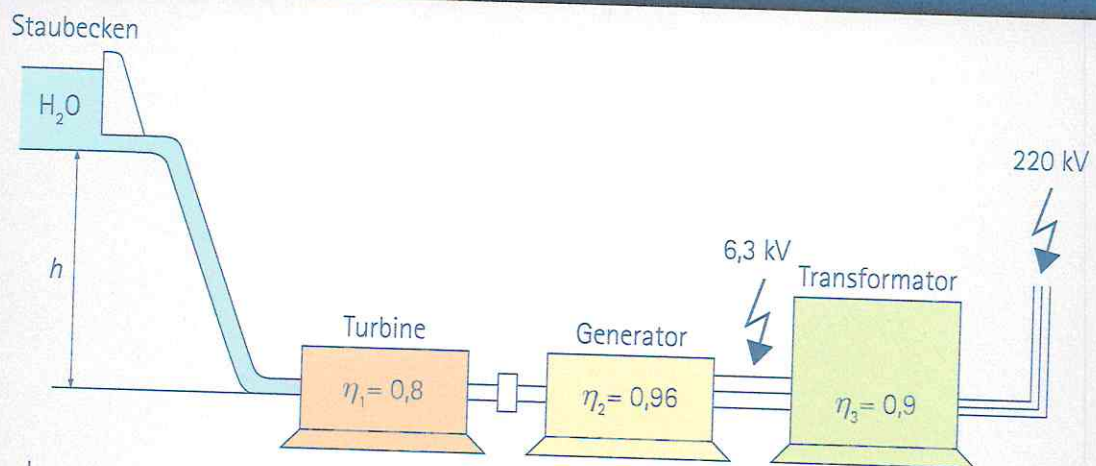 Staubecken
H₂O
h
220 kV
6,3 kV
Transformator
Turbine
Generator
η₁= 0,8
η₂= 0,96
η₃= 0,9